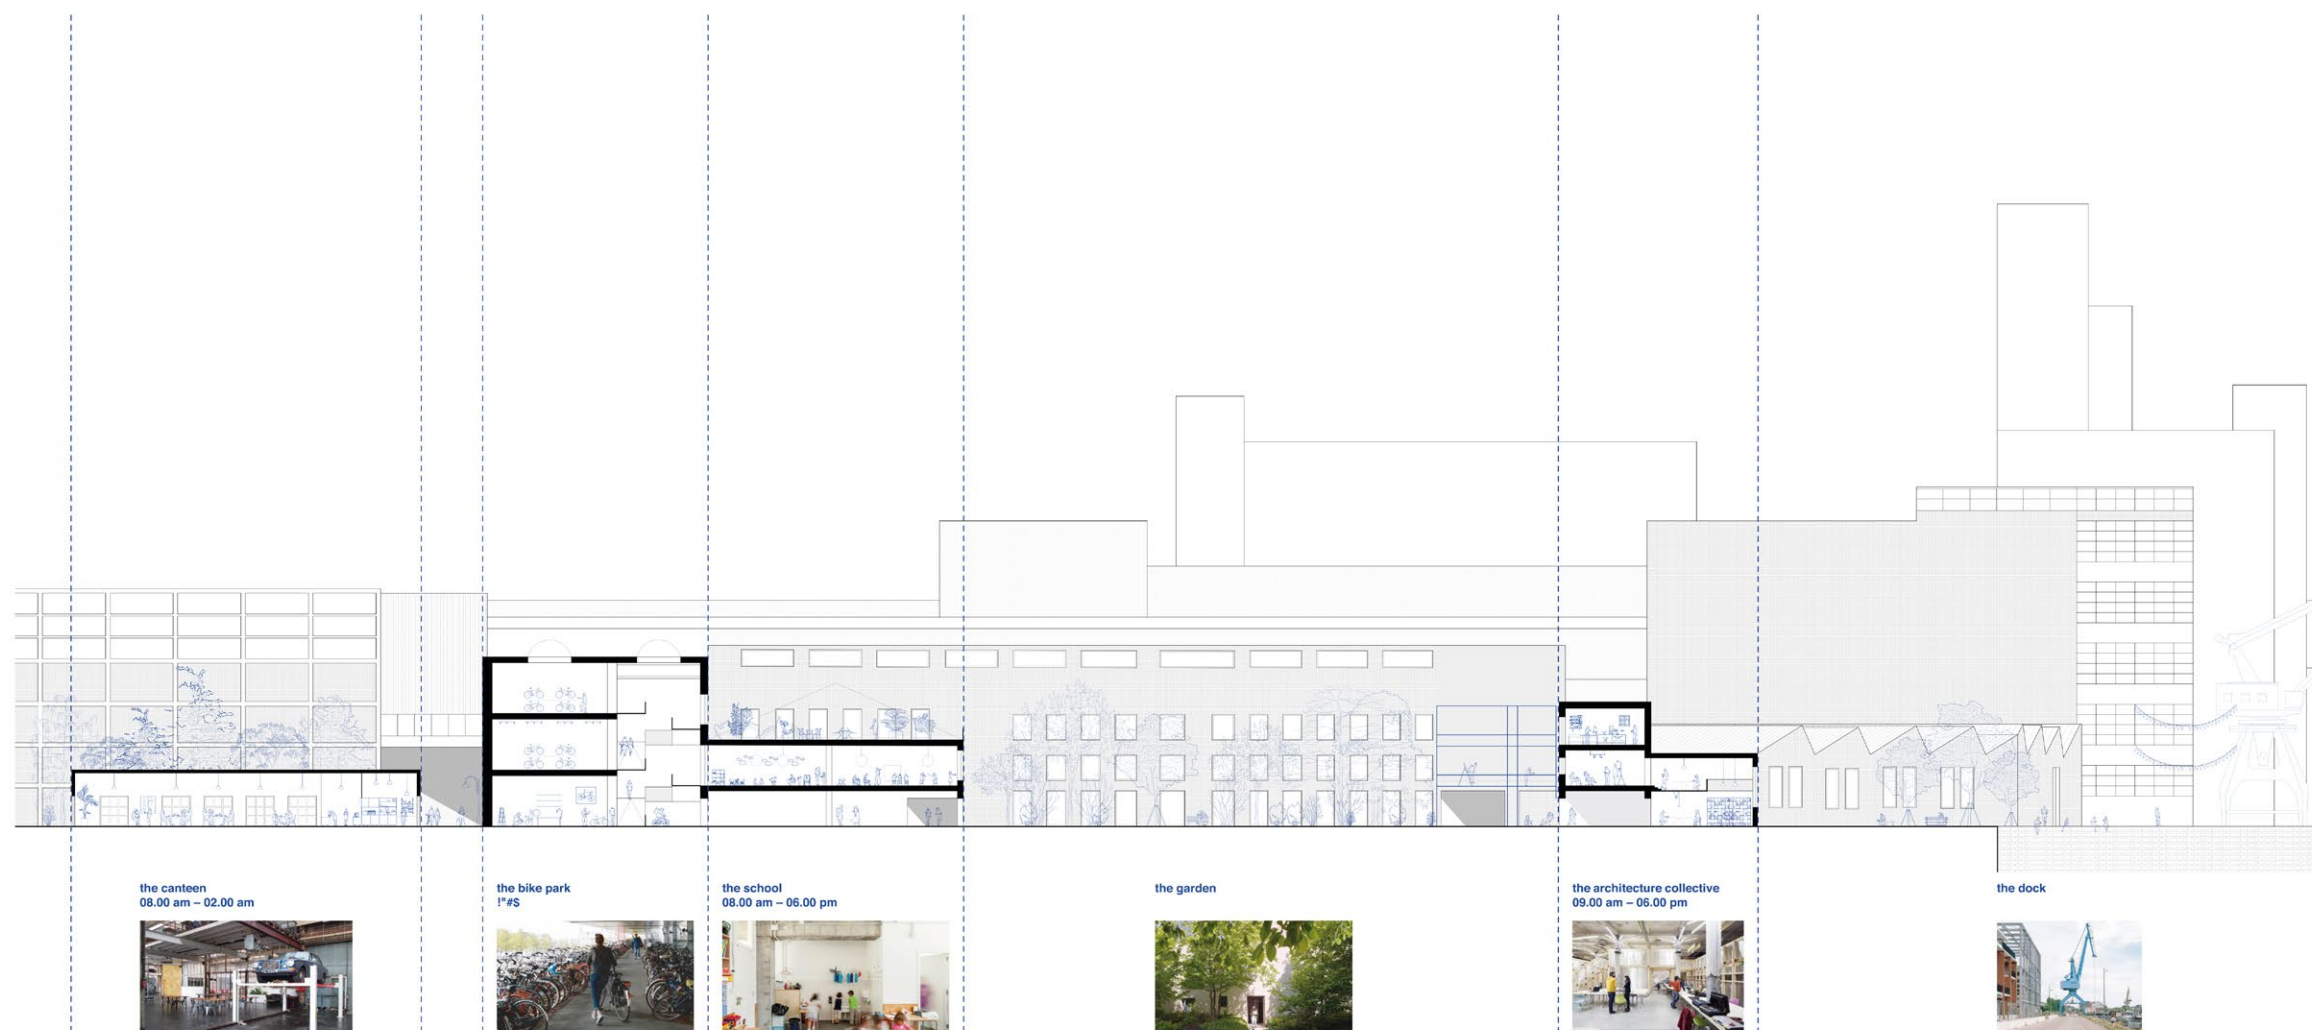 the canteen
08.00 am – 02.00 am
the bike park
!"#$
the school
08.00 am – 06.00 pm
the garden
the architecture collective
09.00 am – 06.00 pm
the dock